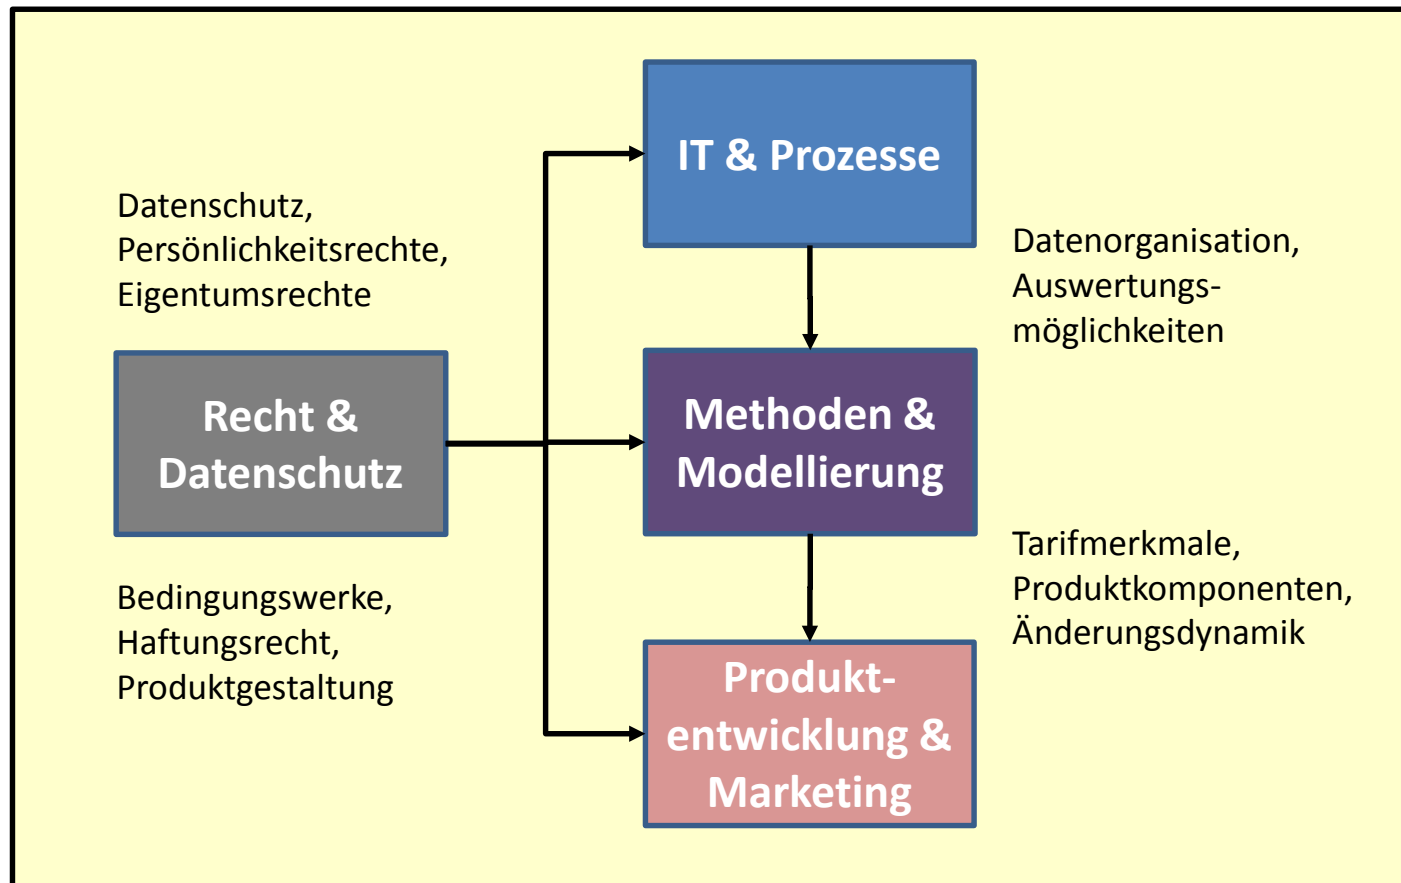 IT & Prozesse
Datenschutz,
Persönlichkeitsrechte,
Eigentumsrechte
Datenorganisation,
Auswertungs-
möglichkeiten
Recht &
Datenschutz
Methoden &
Modellierung
Bedingungswerke,
Haftungsrecht,
Produktgestaltung
Tarifmerkmale,
Produktkomponenten,
Änderungsdynamik
Produkt-
entwicklung &
Marketing